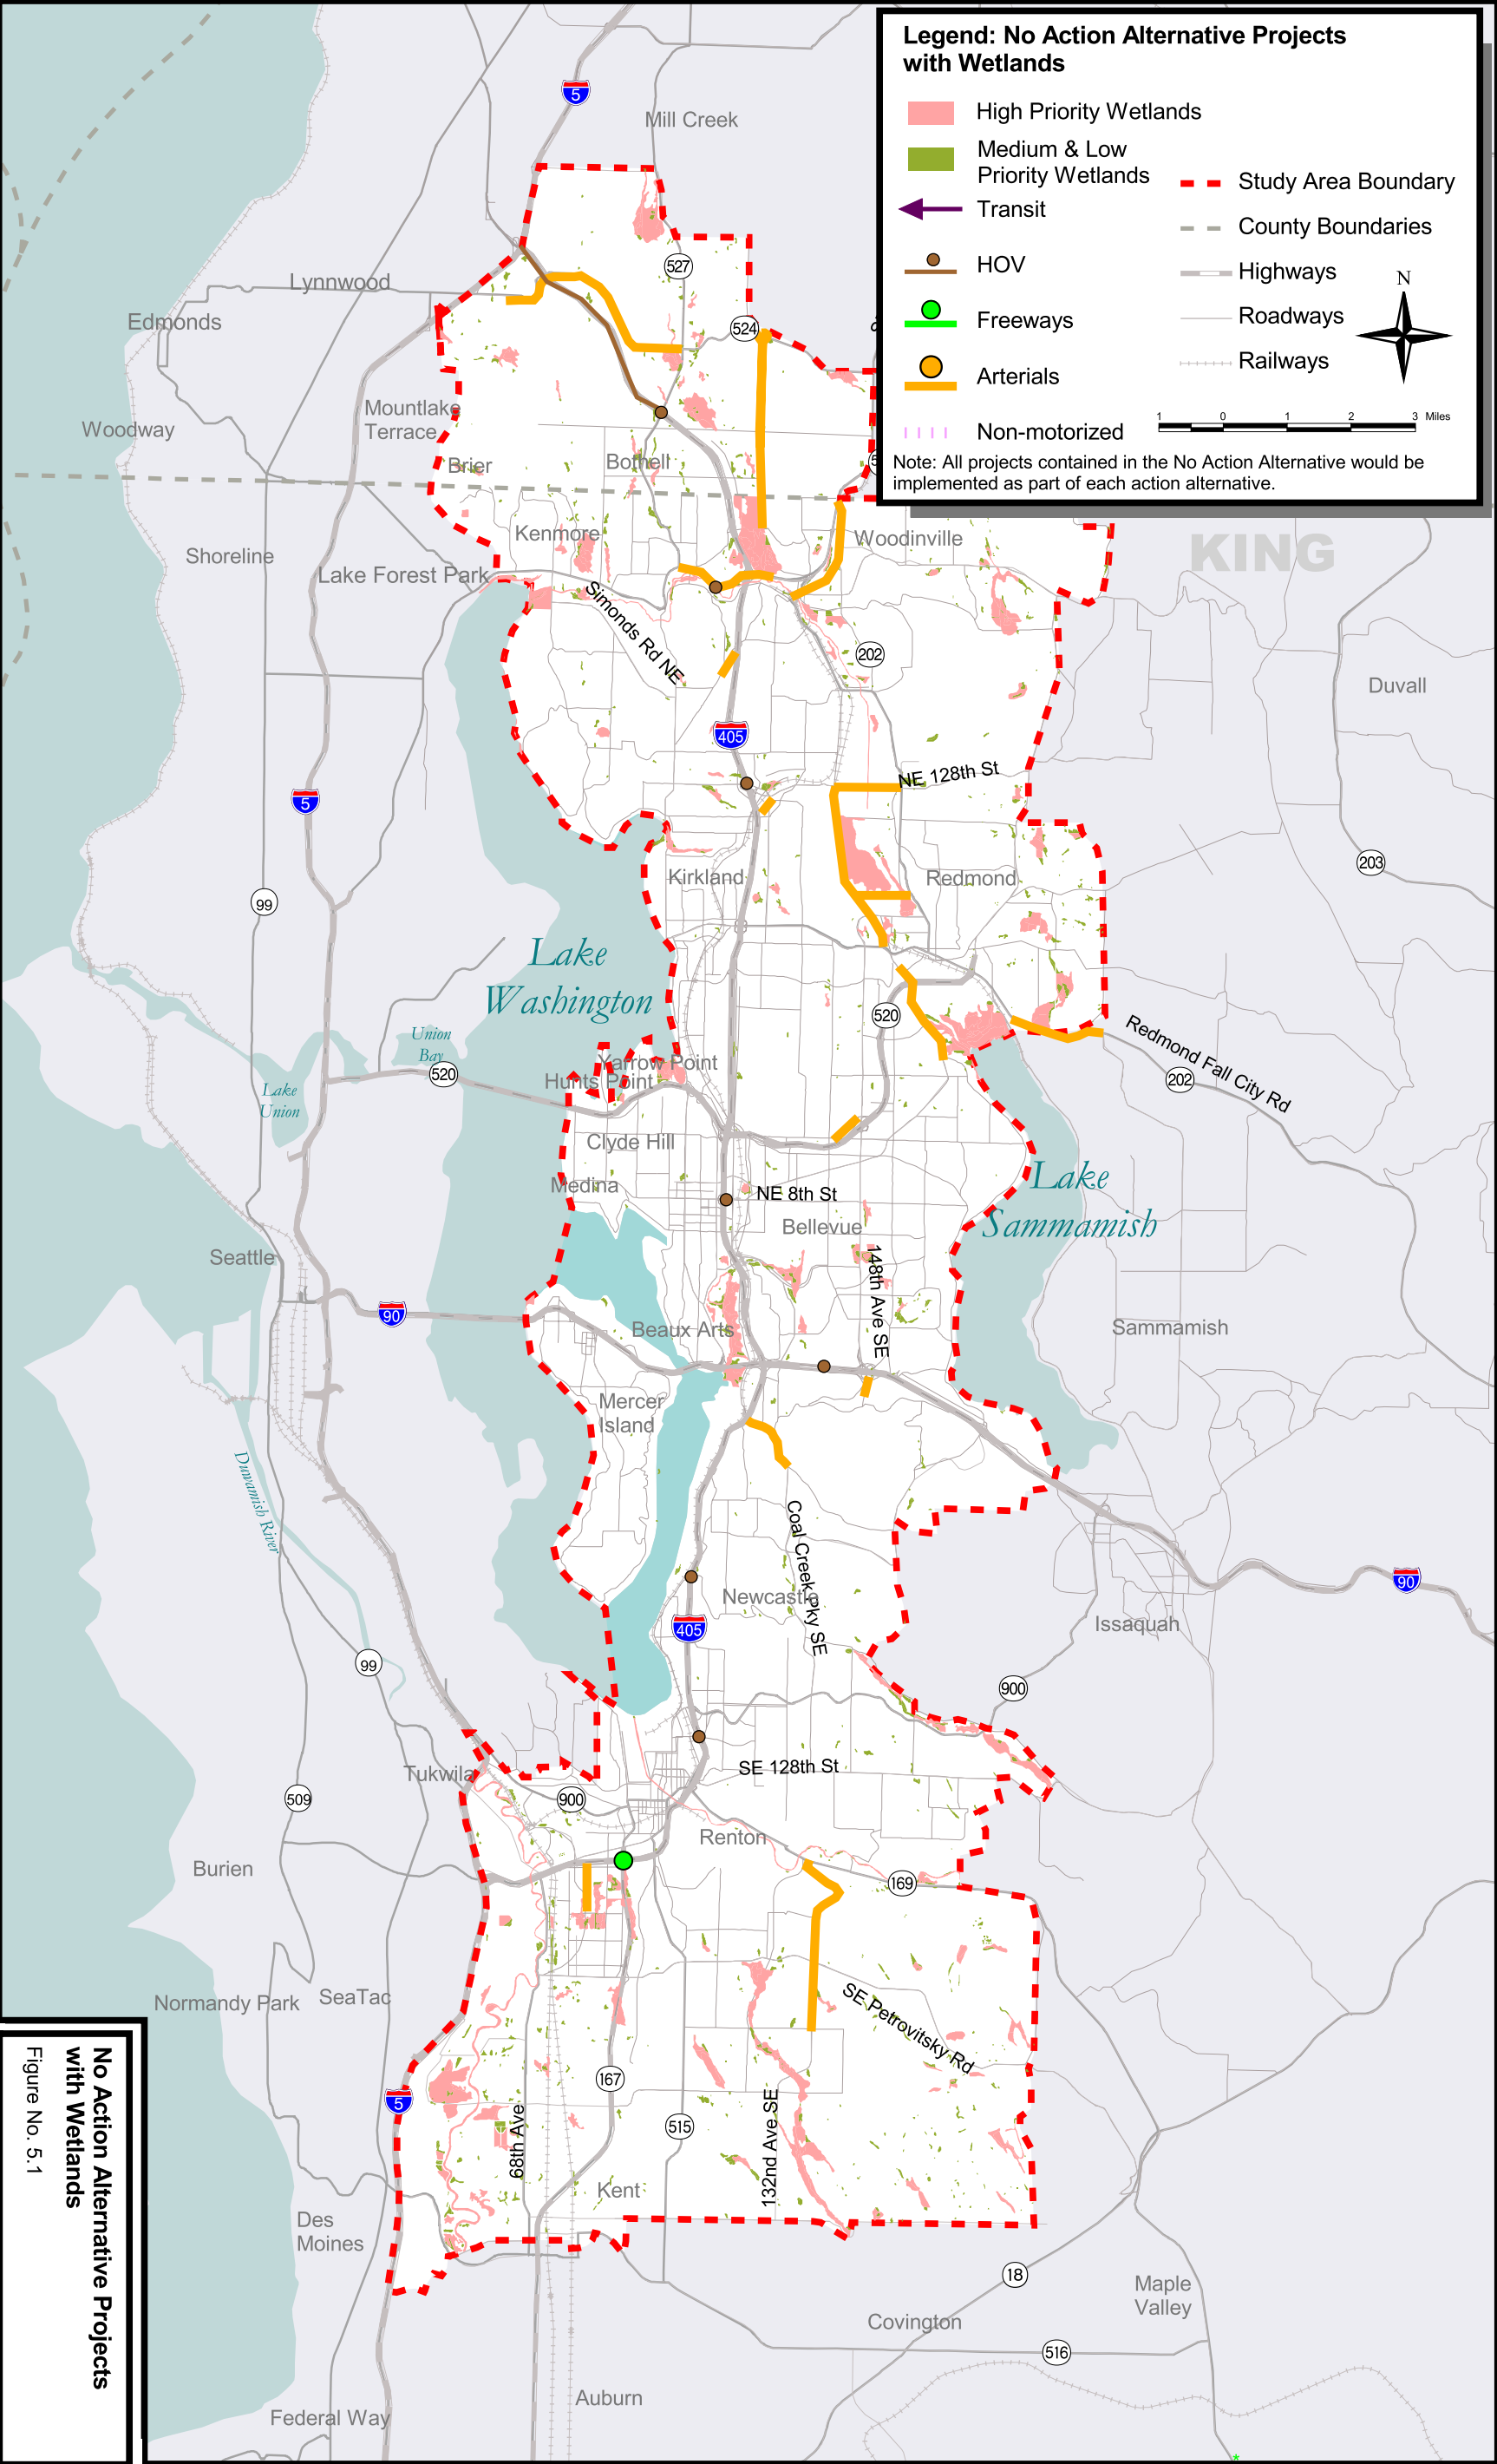 Legend: No Action Alternative Projects
with Wetlands
High Priority Wetlands
Medium & Low
Priority Wetlands
Transit
HOV
Freeways
Arterials
Non-motorized
Study Area Boundary
County Boundaries
Highways
Roadways
Railways
N
1 0 1 2 3 Miles
Note: All projects contained in the No Action Alternative would be
implemented as part of each action alternative.
5
Mill Creek
527
Lynnwood
Edmonds
524
Mountlake
Terrace
Woodway
Brier
Bothell
Kenmore
Woodinville
KING
Shoreline
Lake Forest Park
Simonds Rd NE
202
Duvall
405
NE 128th St
5
203
Kirkland
Redmond
99
Lake
Washington
520
Union
Bay
Redmond Fall City Rd
Yarrow Point
520
Hunts Point
202
Lake
Union
Clyde Hill
Lake
Sammamish
Medina
NE 8th St
Bellevue
Seattle
148th Ave SE
90
Beaux Arts
Sammamish
Mercer
Island
Duwamish River
Coal Creek Pky SE
90
Newcastle
405
Issaquah
99
900
SE 128th St
Tukwila
509
900
Renton
Burien
169
Normandy Park
SeaTac
SE Petrovitsky Rd
167
5
68th Ave
515
132nd Ave SE
Kent
Des
Moines
18
Maple
Valley
Covington
516
Auburn
Federal Way
No Action Alternative Projects
with Wetlands
Figure No. 5.1